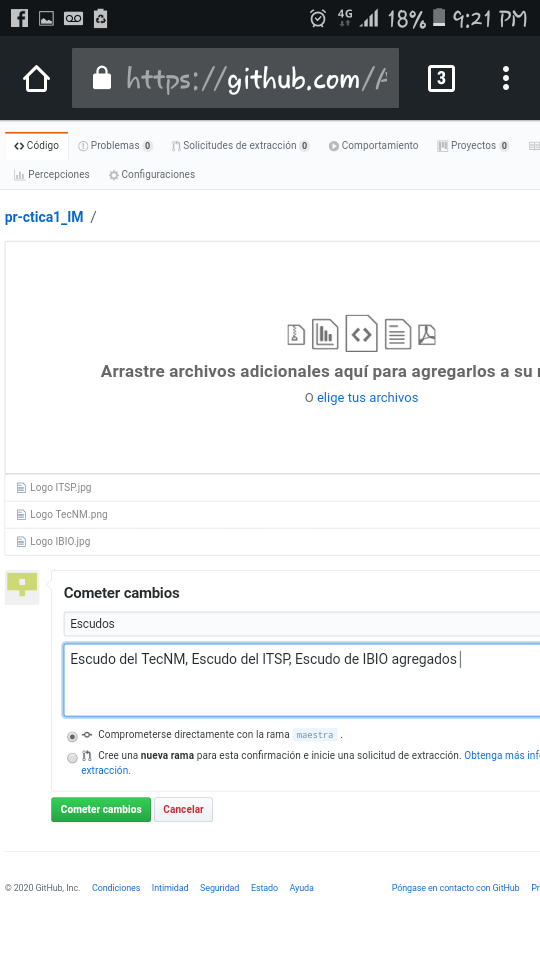 4G 18% 9:21 PM
https://github.com/A
3
Código Problemas 0 Solicitudes de extracción 0 Comportamiento Proyectos 0
Percepciones Configuraciones
pr-ctica1_IM /
Arrastre archivos adicionales aquí para agregarlos a su
O elige tus archivos
Logo ITSP.jpg
Logo TecNM.png
Logo IBIO.jpg
Cometer cambios
Escudos
Escudo del TecNM, Escudo del ITSP, Escudo de IBIO agregados
Comprometerse directamente con la rama maestra .
Cree una nueva rama para esta confirmación e inicie una solicitud de extracción. Obtenga más inf
extracción.
Cometer cambios Cancelar
© 2020 GitHub, Inc. Condiciones Intimidad Seguridad Estado Ayuda Póngase en contacto con GitHub Pr